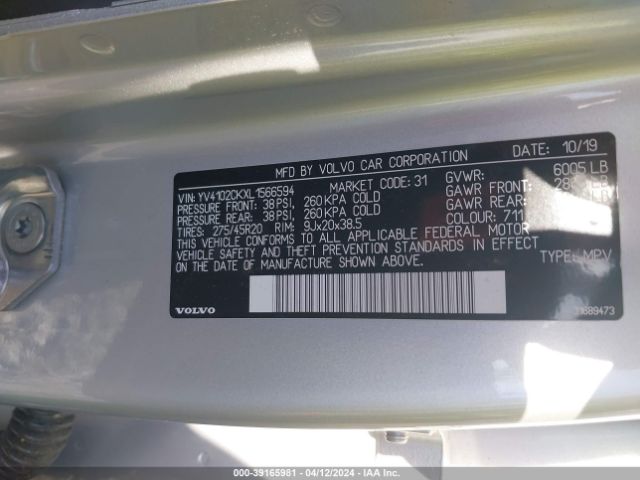 MFD BY VOLVO CAR CORPORATION 10/19
VIN: YV4102CKXL1566594 MARKET CODE: 31 GVWR: 6005 LB
PRESSURE FRONT: 38 PSI, 260 KPA COLD GAWR FRONT:
PRESSURE REAR: 38 PSI, 260 KPA COLD GAWR REAR:
TIRES: 275/45R20 RIM: 9Jx20x38.5 COLOUR: 711
THIS VEHICLE CONFORMS TO ALL APPLICABLE FEDERAL MOTOR
VEHICLE SAFETY AND THEFT PREVENTION STANDARDS IN EFFECT
ON THE DATE OF MANUFACTURE SHOWN ABOVE. TYPE: MPV
VOLVO 31689473
000-39165981 - 04/12/2024 - IAA Inc.